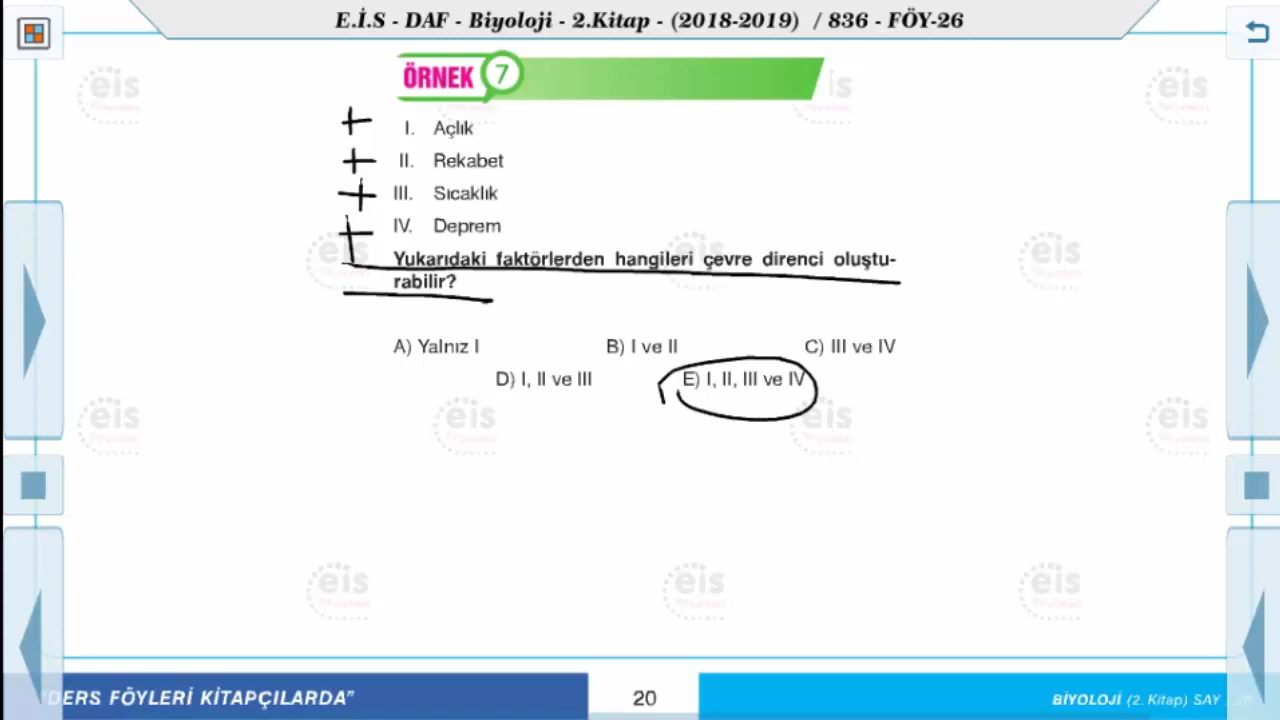 E.İ.S - DAF - Biyoloji - 2.Kitap - (2018-2019) / 836 - FÖY-26
ÖRNEK 7
I. Açlık
II. Rekabet
III. Sıcaklık
IV. Deprem
Yukarıdaki faktörlerden hangileri çevre direnci oluştu-
rabilir?
A) Yalnız I B) I ve II C) III ve IV
D) I, II ve III E) I, II, III ve IV
eis
"DERS FÖYLERİ KİTAPÇILARDA" 20 BİYOLOJİ (2. Kitap) SAY